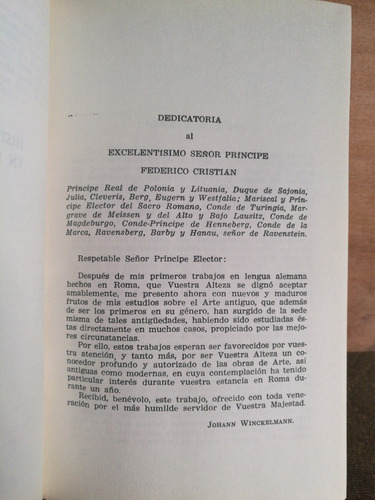 DEDICATORIA
al
EXCELENTISIMO SEÑOR PRINCIPE
FEDERICO CRISTIAN
Príncipe Real de Polonia y Lituania, Duque de Sajonia,
Julia, Cleveris, Berg, Eugern y Westfalia; Mariscal y Prín-
cipe Elector del Sacro Romano, Conde de Turingia, Mar-
grave de Meissen y del Alto y Bajo Lausitz, Conde de
Magdeburgo, Conde-Príncipe de Henneberg, Conde de la
Marca, Ravensberg, Barby y Hanau, señor de Ravenstein.
Respetable Señor Príncipe Elector:
Después de mis primeros trabajos en lengua alemana
hechos en Roma, que Vuestra Alteza se dignó aceptar
amablemente, me presento ahora con nuevos y maduros
frutos de mis estudios sobre el Arte antiguo, que además
de ser los primeros en su género, han surgido de la sede
misma de tales antigüedades, habiendo sido estudiadas és-
tas directamente en muchos casos, propiciado por las mejo-
res circunstancias.
Por ello, estos trabajos esperan ser favorecidos por vues-
tra atención, y tanto más, por ser Vuestra Alteza un co-
nocedor profundo y autorizado de las obras de Arte, así
antiguas como modernas, en cuya contemplación ha tenido
particular interés durante vuestra estancia en Roma du-
rante un año.
Recibid, benévolo, este trabajo, ofrecido con toda vene-
ración por el más humilde servidor de Vuestra Majestad.
JOHANN WINCKELMANN.